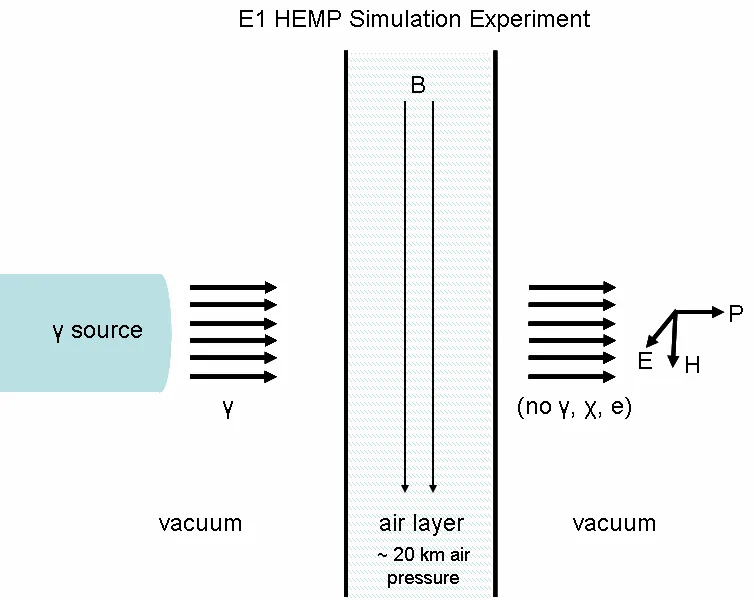 E1 HEMP Simulation Experiment
B
γ source
P
E
H
γ
(no γ, χ, e)
vacuum
air layer
vacuum
~ 20 km air
pressure